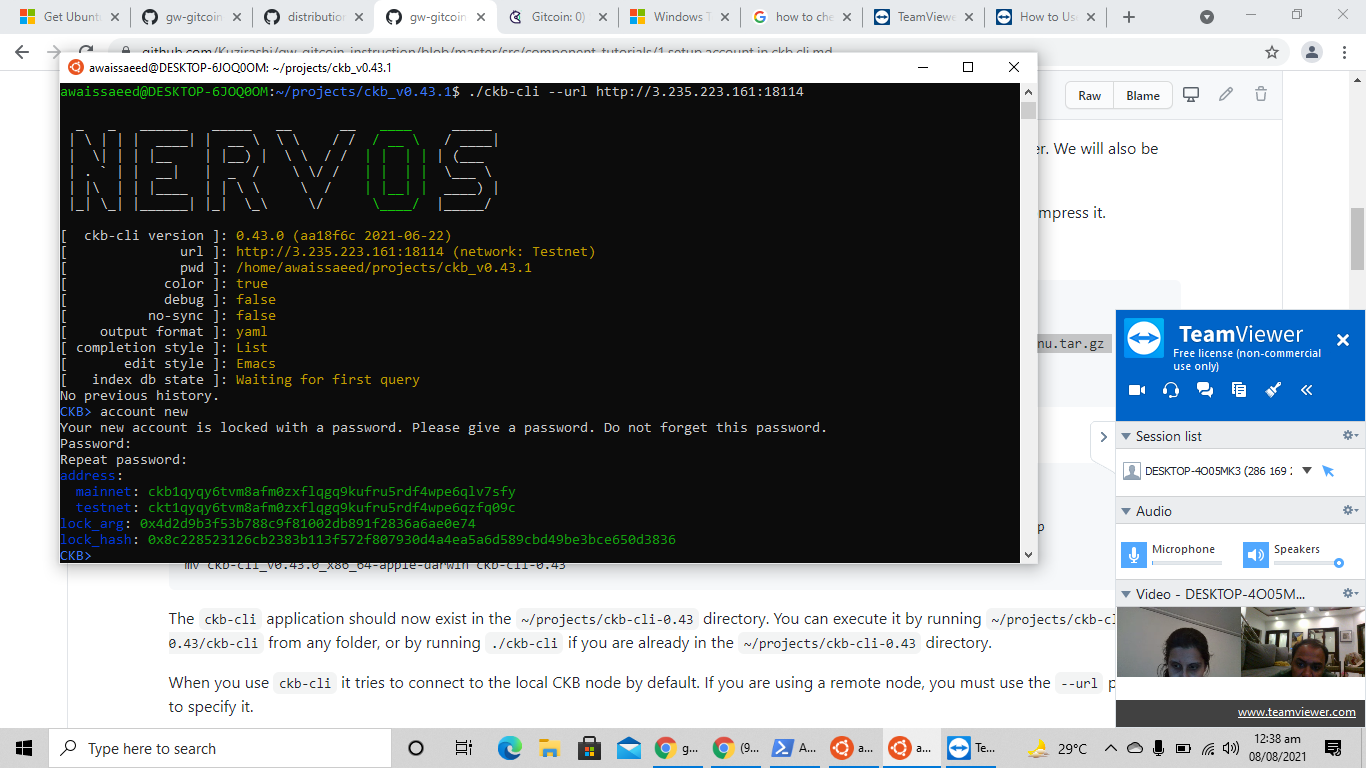 Get Ubunt
gw-gitcoin
distribution
gw-gitcoin
Gitcoin: 0)
Windows T
how to che
TeamViewer
How to Us
github.com/Kuzirashi/gw-gitcoin-instruction/blob/master/src/component-tutorials/1.setup.account.in.ckb.cli.md
awaissaeed@DESKTOP-6JOQ0OM: ~/projects/ckb_v0.43.1
awaissaeed@DESKTOP-6JOQ0OM:~/projects/ckb_v0.43.1$ ./ckb-cli --url http://3.235.223.161:18114
NERVOS
[ ckb-cli version ]: 0.43.0 (aa18f6c 2021-06-22)
[ url ]: http://3.235.223.161:18114 (network: Testnet)
[ pwd ]: /home/awaissaeed/projects/ckb_v0.43.1
[ color ]: true
[ debug ]: false
[ no-sync ]: false
[ output format ]: yaml
[ completion style ]: List
[ edit style ]: Emacs
[ index db state ]: Waiting for first query
No previous history.
CKB> account new
Your new account is locked with a password. Please give a password. Do not forget this password.
Password:
Repeat password:
address:
mainnet: ckb1qyqy6tvm8afm0zxflqgq9kufru5rdf4wpe6qlv7sfy
testnet: ckt1qyqy6tvm8afm0zxflqgq9kufru5rdf4wpe6qzfq09c
lock_arg: 0x4d2d9b3f53b788c9f81002db891f2836a6ae0e74
lock_hash: 0x8c228523126cb2383b113f572f807930d4a4ea5a6d589cbd49be3bce650d3836
CKB>
Raw
Blame
er. We will also be
mpress it.
nu.tar.gz
p
mv ckb-cli_v0.43.0_x86_64-apple-darwin ckb-cli-0.43
The ckb-cli application should now exist in the ~/projects/ckb-cli-0.43 directory. You can execute it by running ~/projects/ckb-cl
0.43/ckb-cli from any folder, or by running ./ckb-cli if you are already in the ~/projects/ckb-cli-0.43 directory.
When you use ckb-cli it tries to connect to the local CKB node by default. If you are using a remote node, you must use the --url p
to specify it.
TeamViewer
Free license (non-commercial
use only)
Session list
DESKTOP-4O05MK3 (286 169 2
Audio
Microphone
Speakers
Video - DESKTOP-4O05M...
www.teamviewer.com
Type here to search
g...
(9...
A...
a...
a...
Te...
29°C
12:38 am
08/08/2021